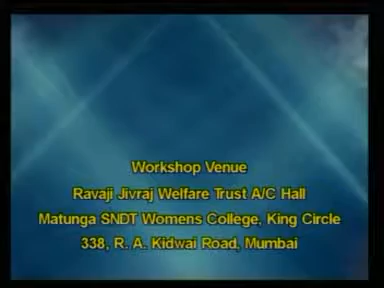 Workshop Venue
Ravaji Jivraj Welfare Trust A/C Hall
Matunga SNDT Womens College, King Circle
338, R. A. Kidwai Road, Mumbai